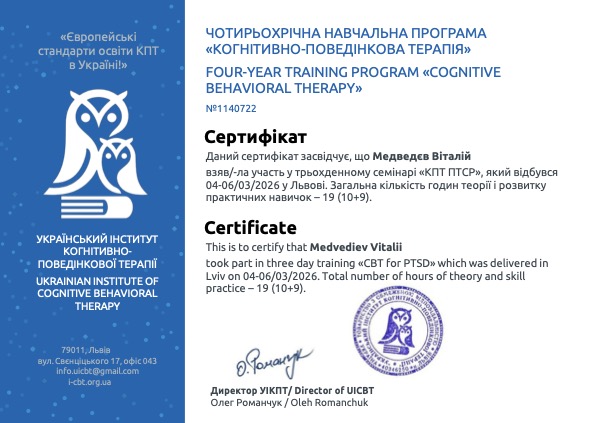 «Європейські
стандарти освіти КПТ
в Україні!»
УКРАЇНСЬКИЙ ІНСТИТУТ
КОГНІТИВНО-
ПОВЕДІНКОВОЇ ТЕРАПІЇ
UKRAINIAN INSTITUTE OF
COGNITIVE BEHAVIORAL
THERAPY
79011, Львів
вул. Свєнціцького 17, офіс 043
info.uicbt@gmail.com
i-cbt.org.ua
ЧОТИРЬОХРІЧНА НАВЧАЛЬНА ПРОГРАМА
«КОГНІТИВНО-ПОВЕДІНКОВА ТЕРАПІЯ»
FOUR-YEAR TRAINING PROGRAM «COGNITIVE
BEHAVIORAL THERAPY»
№1140722
Сертифікат
Даний сертифікат засвідчує, що Медведєв Віталій
взяв/-ла участь у трьохденному семінарі «КПТ ПТСР», який відбувся
04-06/03/2026 у Львові. Загальна кількість годин теорії і розвитку
практичних навичок – 19 (10+9).
Certificate
This is to certify that Medvediev Vitalii
took part in three day training «CBT for PTSD» which was delivered in
Lviv on 04-06/03/2026. Total number of hours of theory and skill
practice – 19 (10+9).
О. Романчук
Директор УІКПТ/ Director of UICBT
Олег Романчук / Oleh Romanchuk